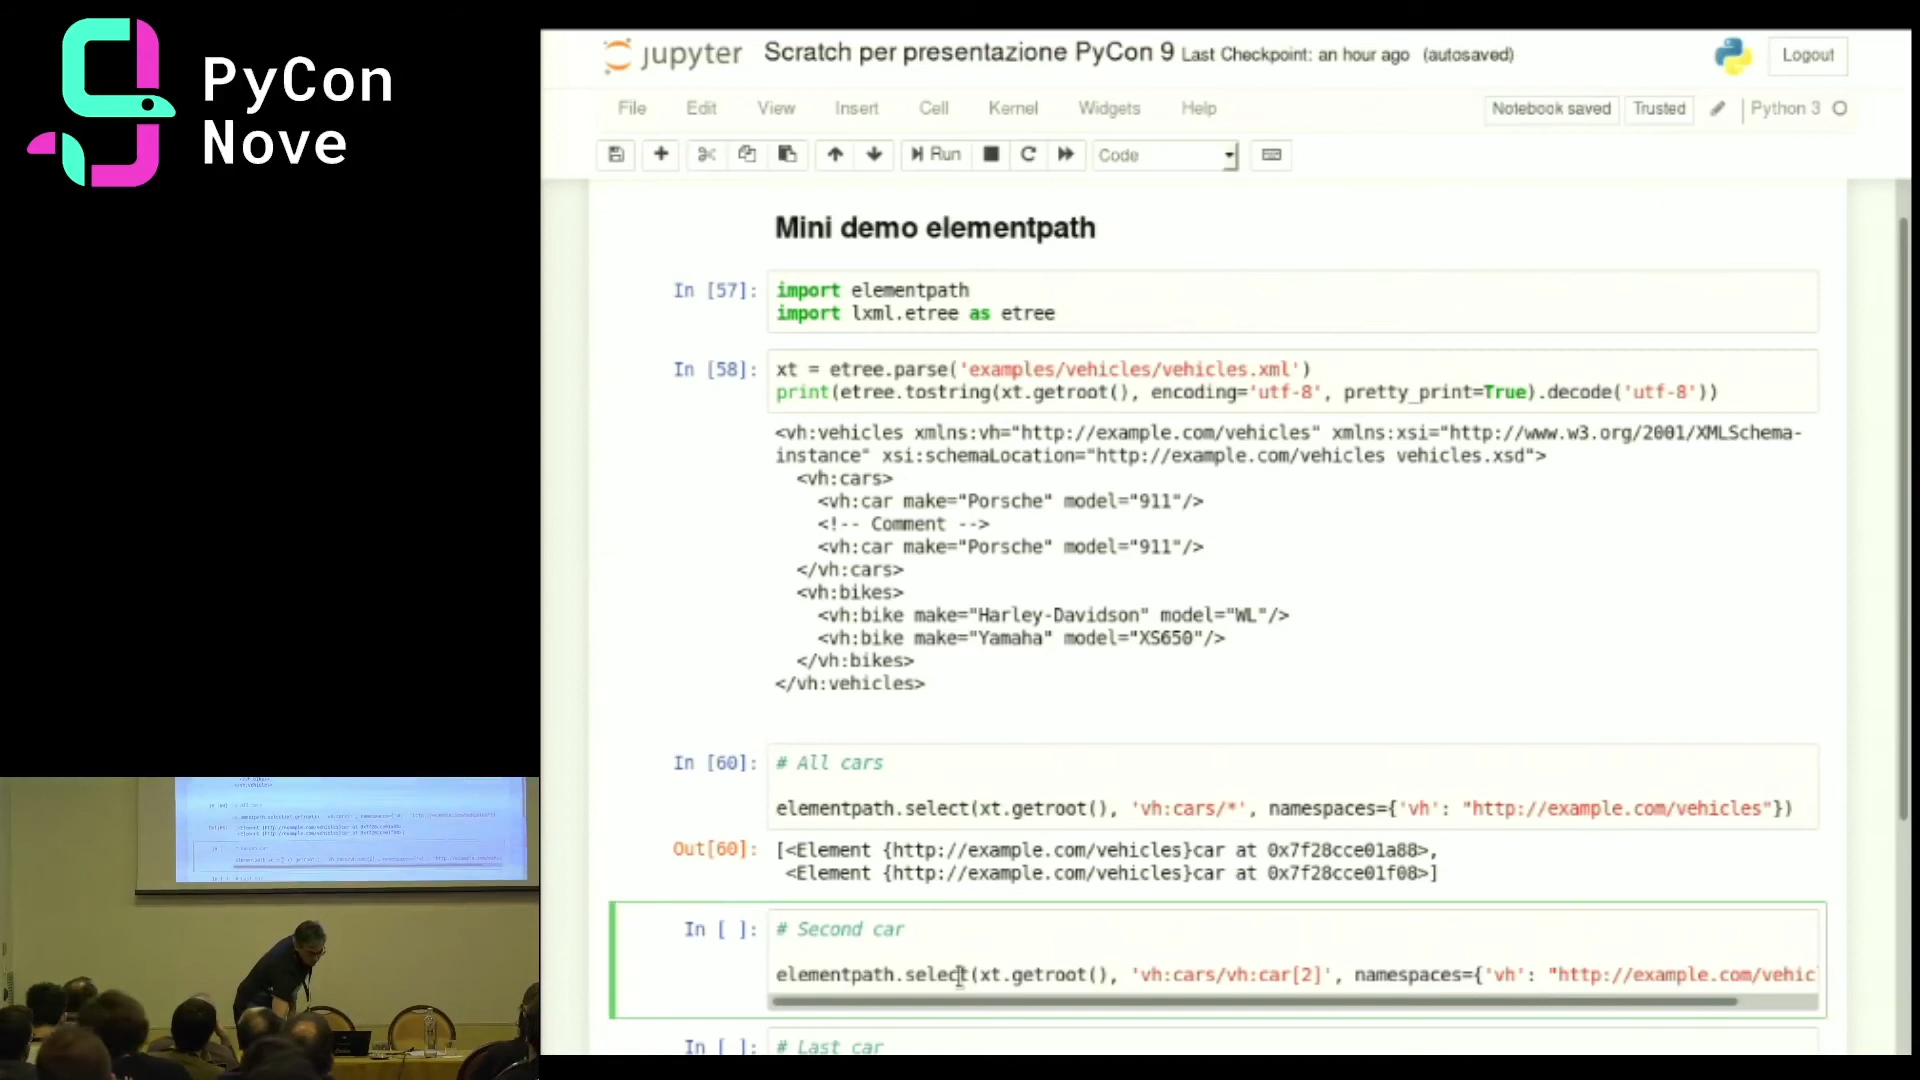 PyCon
Nove
jupyter Scratch per presentazione PyCon 9 Last Checkpoint: an hour ago (autosaved)
Logout
File Edit View Insert Cell Kernel Widgets Help
Notebook saved Trusted Python 3
Run Code
Mini demo elementpath
In [57]: import elementpath
import lxml.etree as etree
In [58]: xt = etree.parse('examples/vehicles/vehicles.xml')
print(etree.tostring(xt.getroot(), encoding='utf-8', pretty_print=True).decode('utf-8'))
<vh:vehicles xmlns:vh="http://example.com/vehicles" xmlns:xsi="http://www.w3.org/2001/XMLSchema-
instance" xsi:schemaLocation="http://example.com/vehicles vehicles.xsd">
<vh:cars>
<vh:car make="Porsche" model="911"/>
<!-- Comment -->
<vh:car make="Porsche" model="911"/>
</vh:cars>
<vh:bikes>
<vh:bike make="Harley-Davidson" model="WL"/>
<vh:bike make="Yamaha" model="XS650"/>
</vh:bikes>
</vh:vehicles>
In [60]: # All cars
elementpath.select(xt.getroot(), 'vh:cars/*', namespaces={'vh': "http://example.com/vehicles"})
Out[60]: [<Element {http://example.com/vehicles}car at 0x7f28cce01a88>,
<Element {http://example.com/vehicles}car at 0x7f28cce01f08>]
In [ ]: # Second car
elementpath.select(xt.getroot(), 'vh:cars/vh:car[2]', namespaces={'vh': "http://example.com/vehic
In [ ]: # Last car